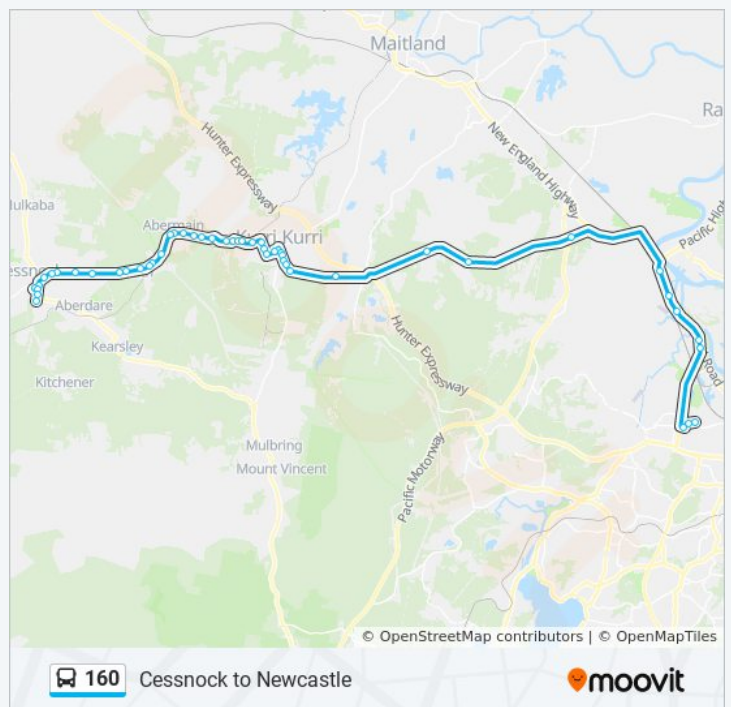 Maitland
Ra
Hunter Expressway
New England Highway
ulkaba
Abermain
Kurri Kurri
Pacific High
essnock
Aberdare
Kearsley
Hunter Expressway
Road
Kitchener
Mulbring
Mount Vincent
Pacific Motorway
© OpenStreetMap contributors | © OpenMapTiles
160 Cessnock to Newcastle
moovit